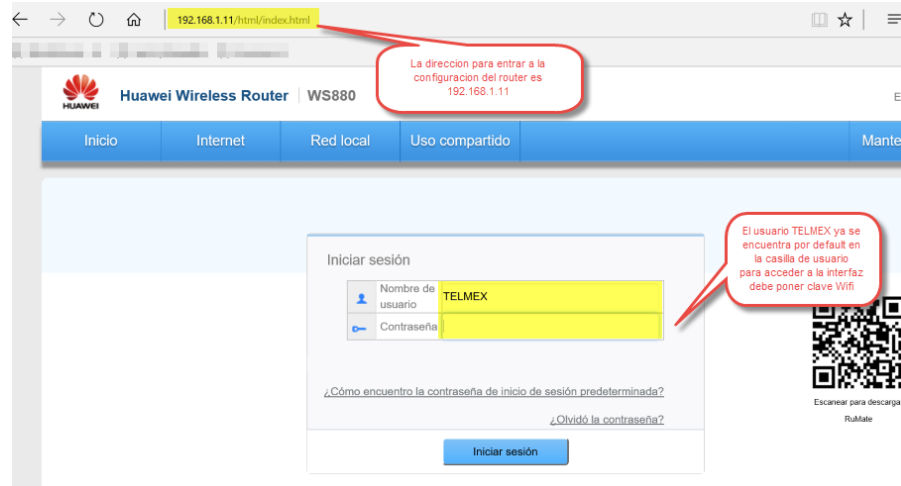 192.168.1.11/html/index.html
La direccion para entrar a la
configuracion del router es
192.168.1.11
HUAWEI
Huawei Wireless Router | WS880
Inicio
Internet
Red local
Uso compartido
El usuario TELMEX ya se
encuentra por default en
la casilla de usuario
para acceder a la interfaz
debe poner clave Wifi
Iniciar sesión
Nombre de
usuario
TELMEX
Contraseña
¿Cómo encuentro la contraseña de inicio de sesión predeterminada?
¿Olvidó la contraseña?
Iniciar sesión
Escanear para descarga
RuMate